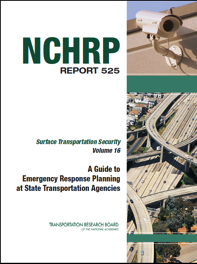 NCHRP
REPORT 525
Surface Transportation Security
Volume 16
A Guide to
Emergency Response Planning
at State Transportation Agencies
TRANSPORTATION RESEARCH BOARD
OF THE NATIONAL ACADEMIES